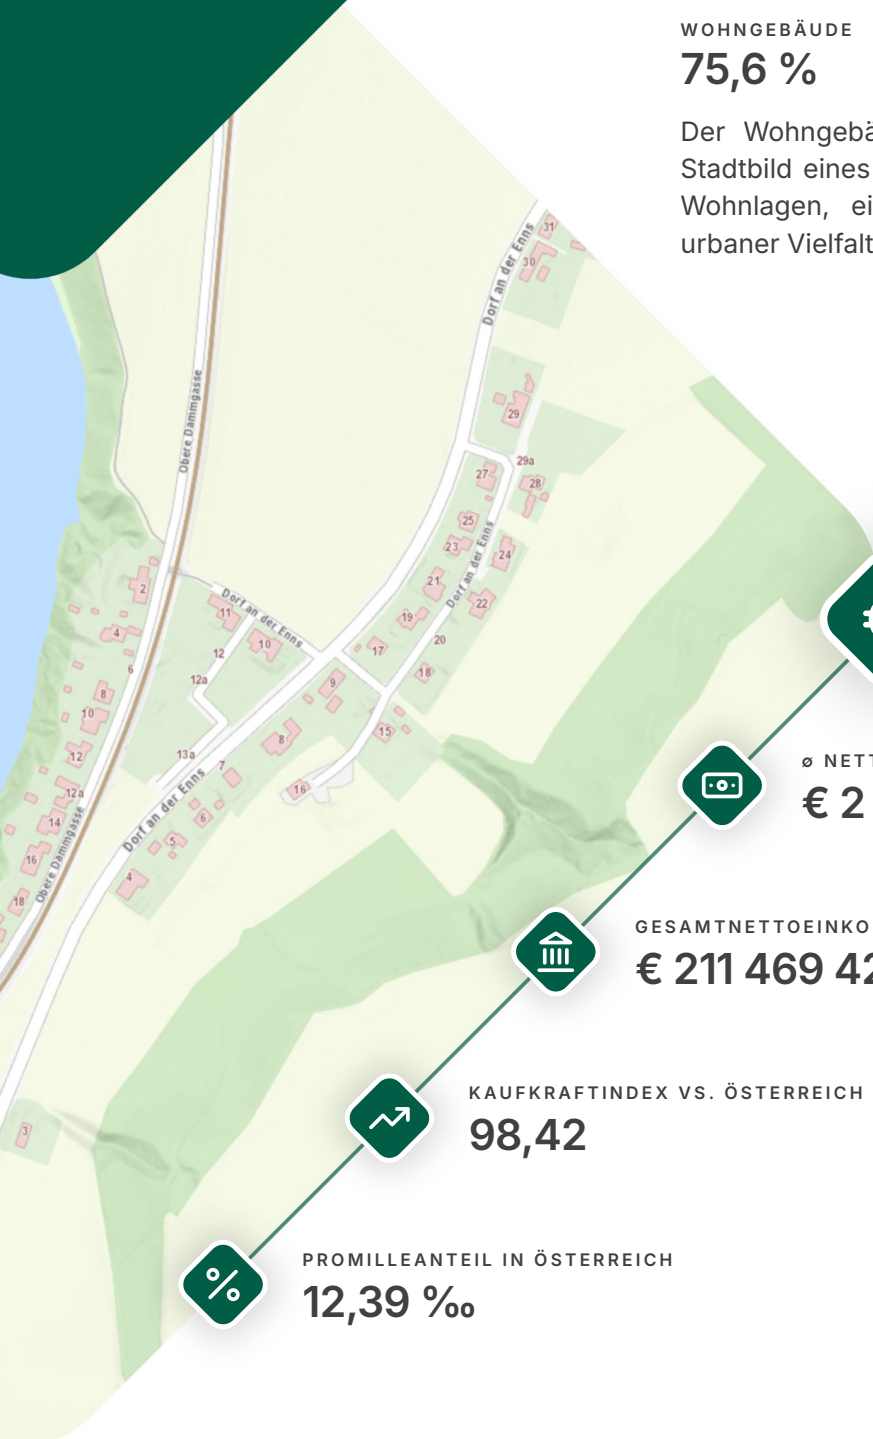 WOHNGEBÄUDE
75,6 %
Der Wohngebä
Stadtbild eines
Wohnlagen, ei
urbaner Vielfalt
Dorf an der Enns
31
30
Obere Dammgasse
29
29a
27
28
25
23
24
Dorf an der Enns
21
22
19
20
17
18
2
4
6
8
10
12
12a
14
16
18
Obere Dammgasse
Dorf an der Enns
11
10
12
12a
13a
9
8
7
15
16
6
5
4
Dorf an der Enns
3
ø NETT
€ 2
GESAMTNETTOEINKO
€ 211 469 42
KAUFKRAFTINDEX VS. ÖSTERREICH
98,42
PROMILLEANTEIL IN ÖSTERREICH
12,39 ‰